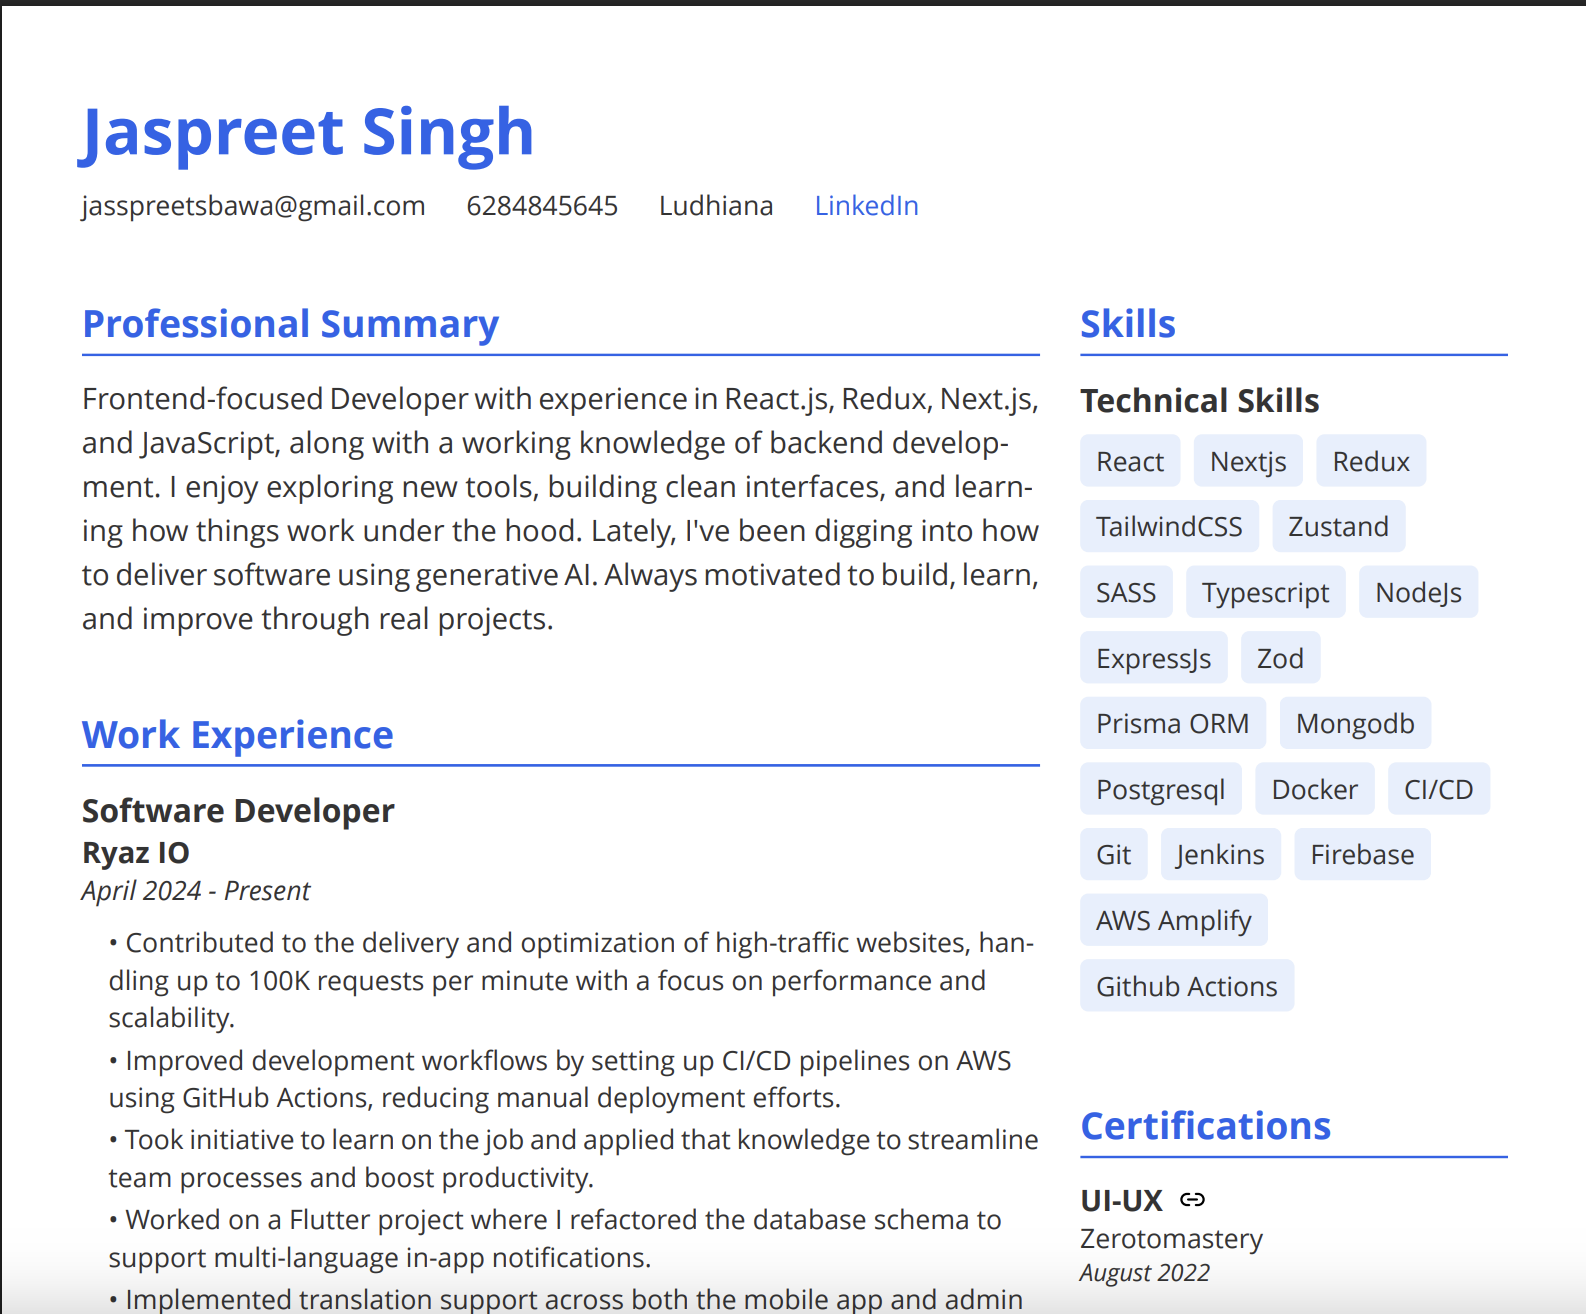 Jaspreet Singh
jasspreetsbawa@gmail.com 6284845645 Ludhiana LinkedIn
Professional Summary
Frontend-focused Developer with experience in React.js, Redux, Next.js,
and JavaScript, along with a working knowledge of backend develop-
ment. I enjoy exploring new tools, building clean interfaces, and learn-
ing how things work under the hood. Lately, I've been digging into how
to deliver software using generative AI. Always motivated to build, learn,
and improve through real projects.
Work Experience
Software Developer
Ryaz IO
April 2024 - Present
• Contributed to the delivery and optimization of high-traffic websites, han-
dling up to 100K requests per minute with a focus on performance and
scalability.
• Improved development workflows by setting up CI/CD pipelines on AWS
using GitHub Actions, reducing manual deployment efforts.
• Took initiative to learn on the job and applied that knowledge to streamline
team processes and boost productivity.
• Worked on a Flutter project where I refactored the database schema to
support multi-language in-app notifications.
• Implemented translation support across both the mobile app and admin
Skills
Technical Skills
React Nextjs Redux
TailwindCSS Zustand
SASS Typescript NodeJs
ExpressJs Zod
Prisma ORM Mongodb
Postgresql Docker CI/CD
Git Jenkins Firebase
AWS Amplify
Github Actions
Certifications
UI-UX
Zerotomastery
August 2022